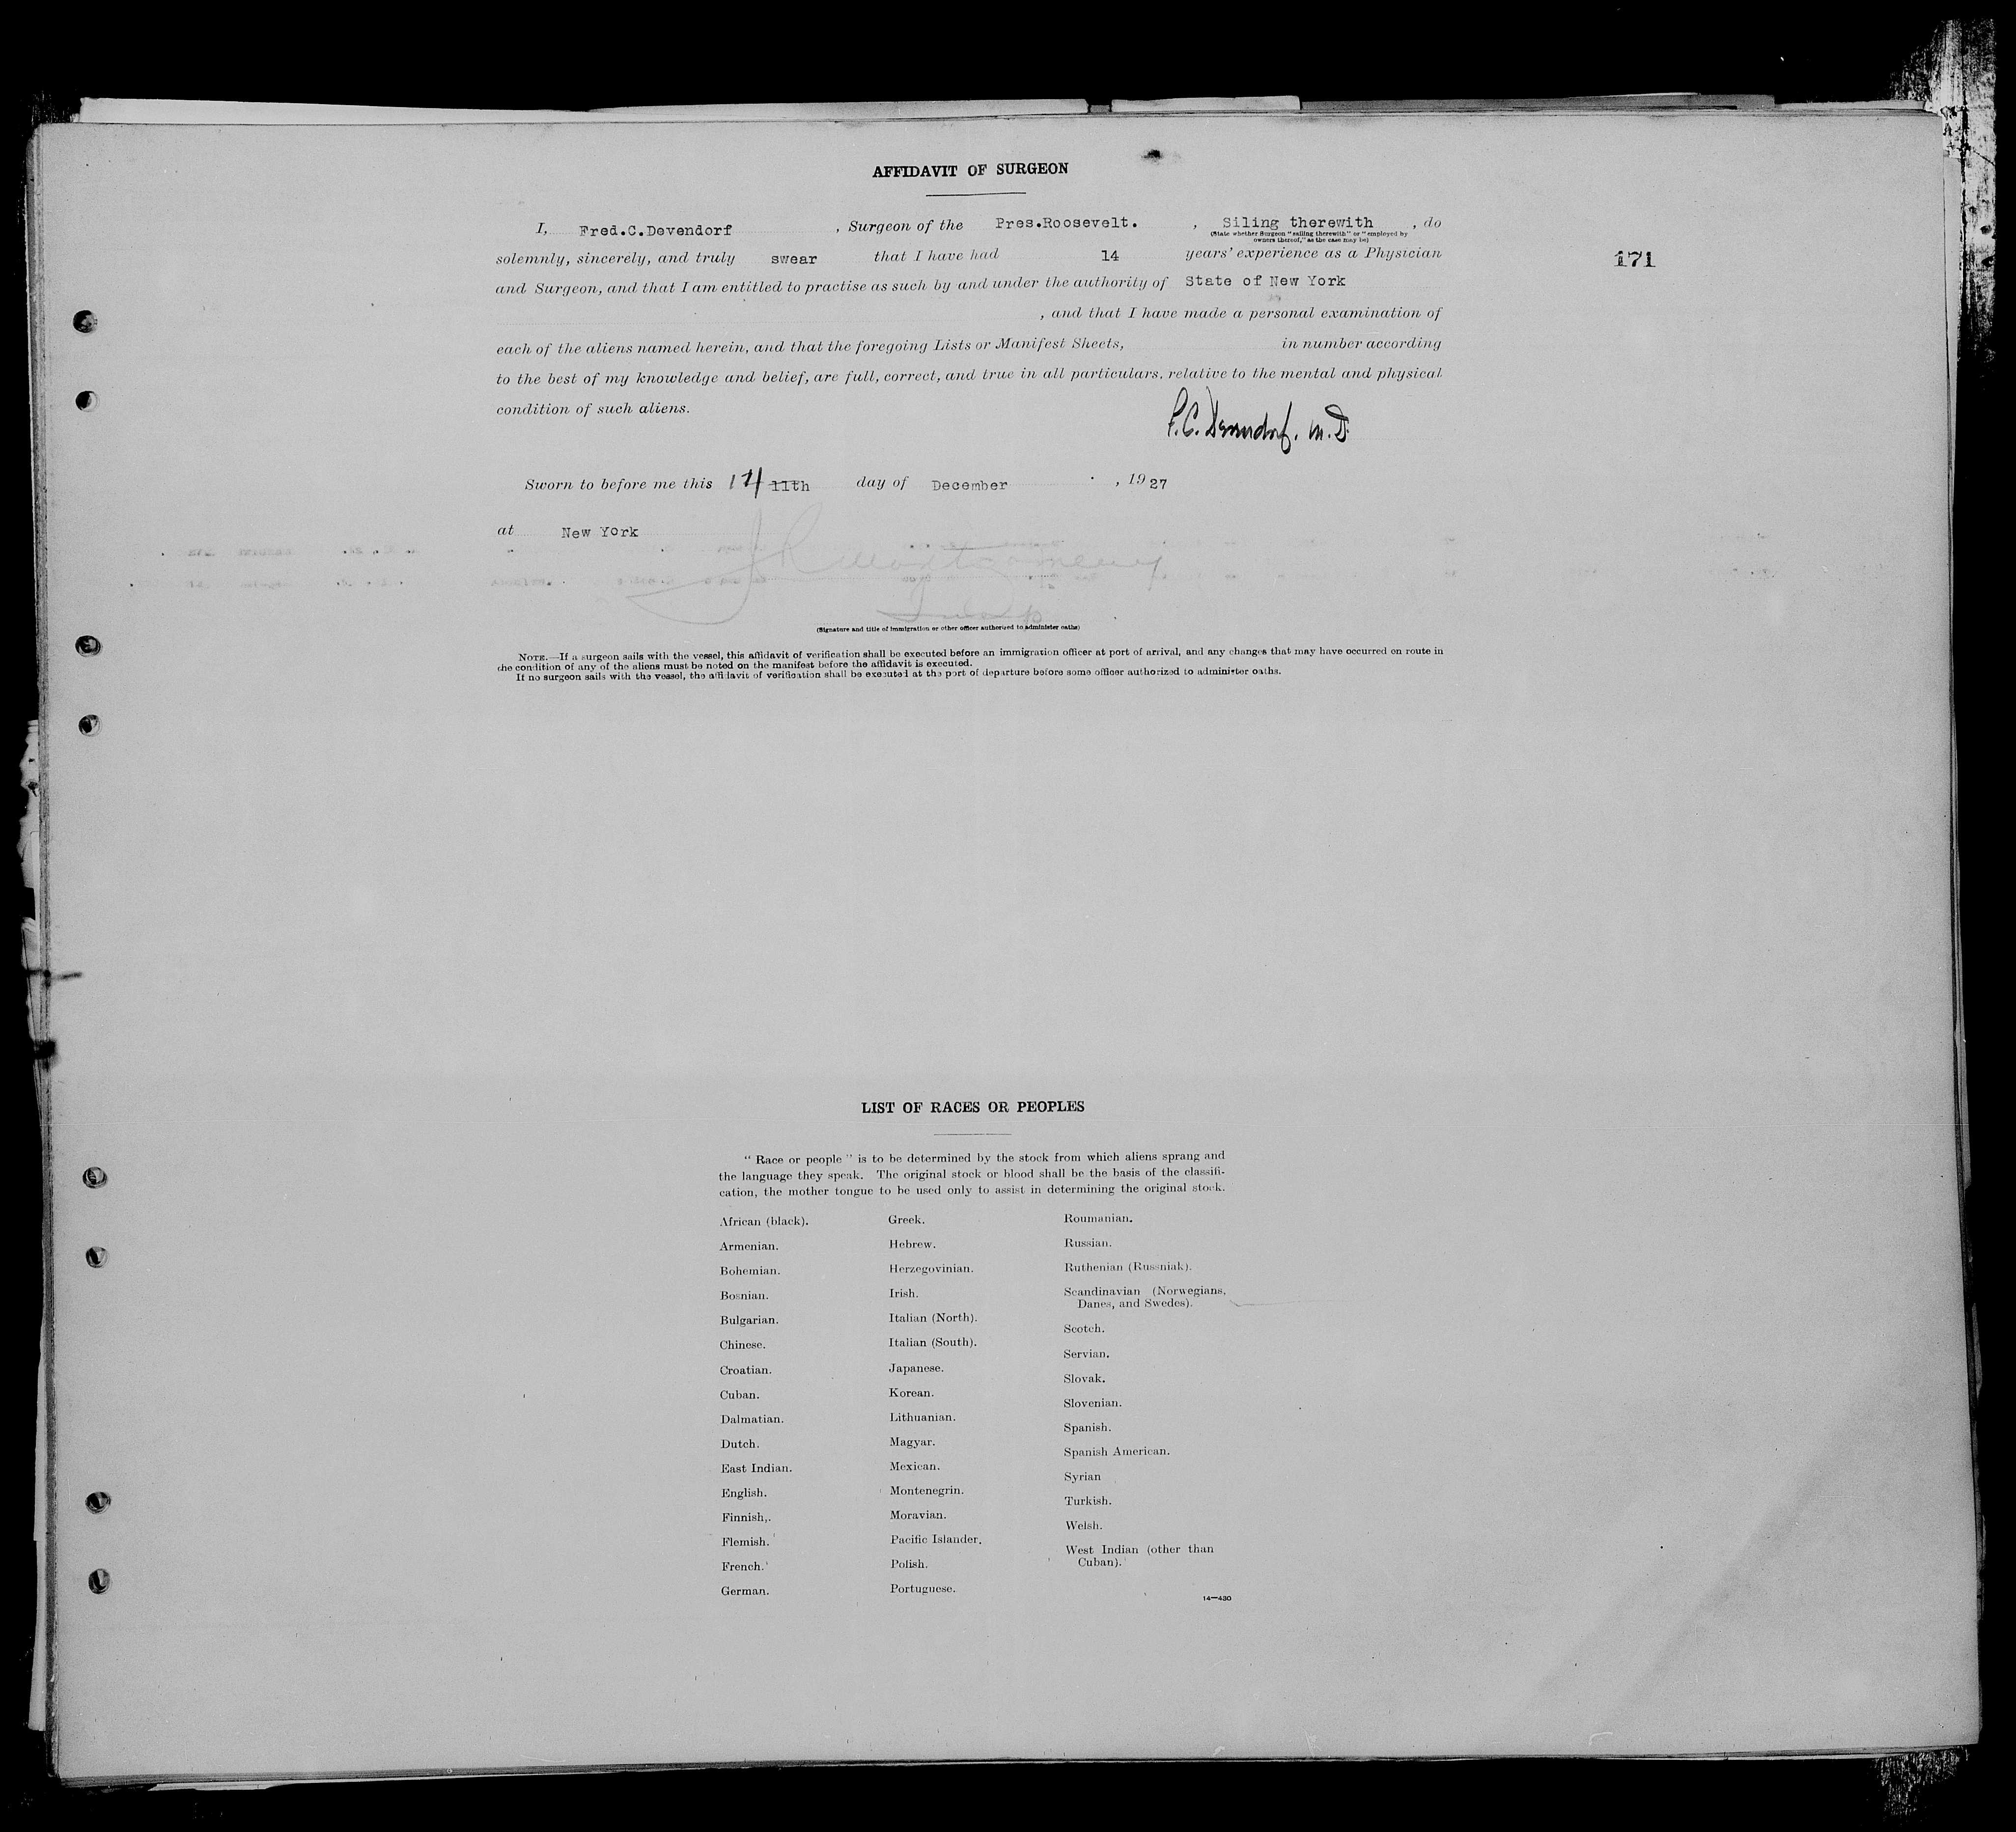 AFFIDAVIT OF SURGEON
I, Fred.C.Devendorf , Surgeon of the Pres.Roosevelt. , Siling therewith , do
(State whether Surgeon "sailing therewith" or "employed by
owners thereof," as the case may be)
solemnly, sincerely, and truly swear that I have had 14 years' experience as a Physician
171
and Surgeon, and that I am entitled to practise as such by and under the authority of State of New York
, and that I have made a personal examination of
each of the aliens named herein, and that the foregoing Lists or Manifest Sheets, in number according
to the best of my knowledge and belief, are full, correct, and true in all particulars, relative to the mental and physical
condition of such aliens.
F.C. Devendorf. M.D.
Sworn to before me this 14 11th day of December , 1927
at New York
J R Montgomery
(Signature and title of immigration or other officer authorized to administer oaths)
NOTE.—If a surgeon sails with the vessel, this affidavit of verification shall be executed before an immigration officer at port of arrival, and any changes that may have occurred on route in
the condition of any of the aliens must be noted on the manifest before the affidavit is executed.
If no surgeon sails with the vessel, the affidavit of verification shall be executed at the port of departure before some officer authorized to administer oaths.
LIST OF RACES OR PEOPLES
"Race or people" is to be determined by the stock from which aliens sprang and
the language they speak. The original stock or blood shall be the basis of the classifi-
cation, the mother tongue to be used only to assist in determining the original stock.
African (black).
Armenian.
Bohemian.
Bosnian.
Bulgarian.
Chinese.
Croatian.
Cuban.
Dalmatian.
Dutch.
East Indian.
English.
Finnish.
Flemish.
French.
German.
Greek.
Hebrew.
Herzegovinian.
Irish.
Italian (North).
Italian (South).
Japanese.
Korean.
Lithuanian.
Magyar.
Mexican.
Montenegrin.
Moravian.
Pacific Islander.
Polish.
Portuguese.
Roumanian.
Russian.
Ruthenian (Russniak).
Scandinavian (Norwegians,
Danes, and Swedes).
Scotch.
Servian.
Slovak.
Slovenian.
Spanish.
Spanish American.
Syrian
Turkish.
Welsh.
West Indian (other than
Cuban).
14—430